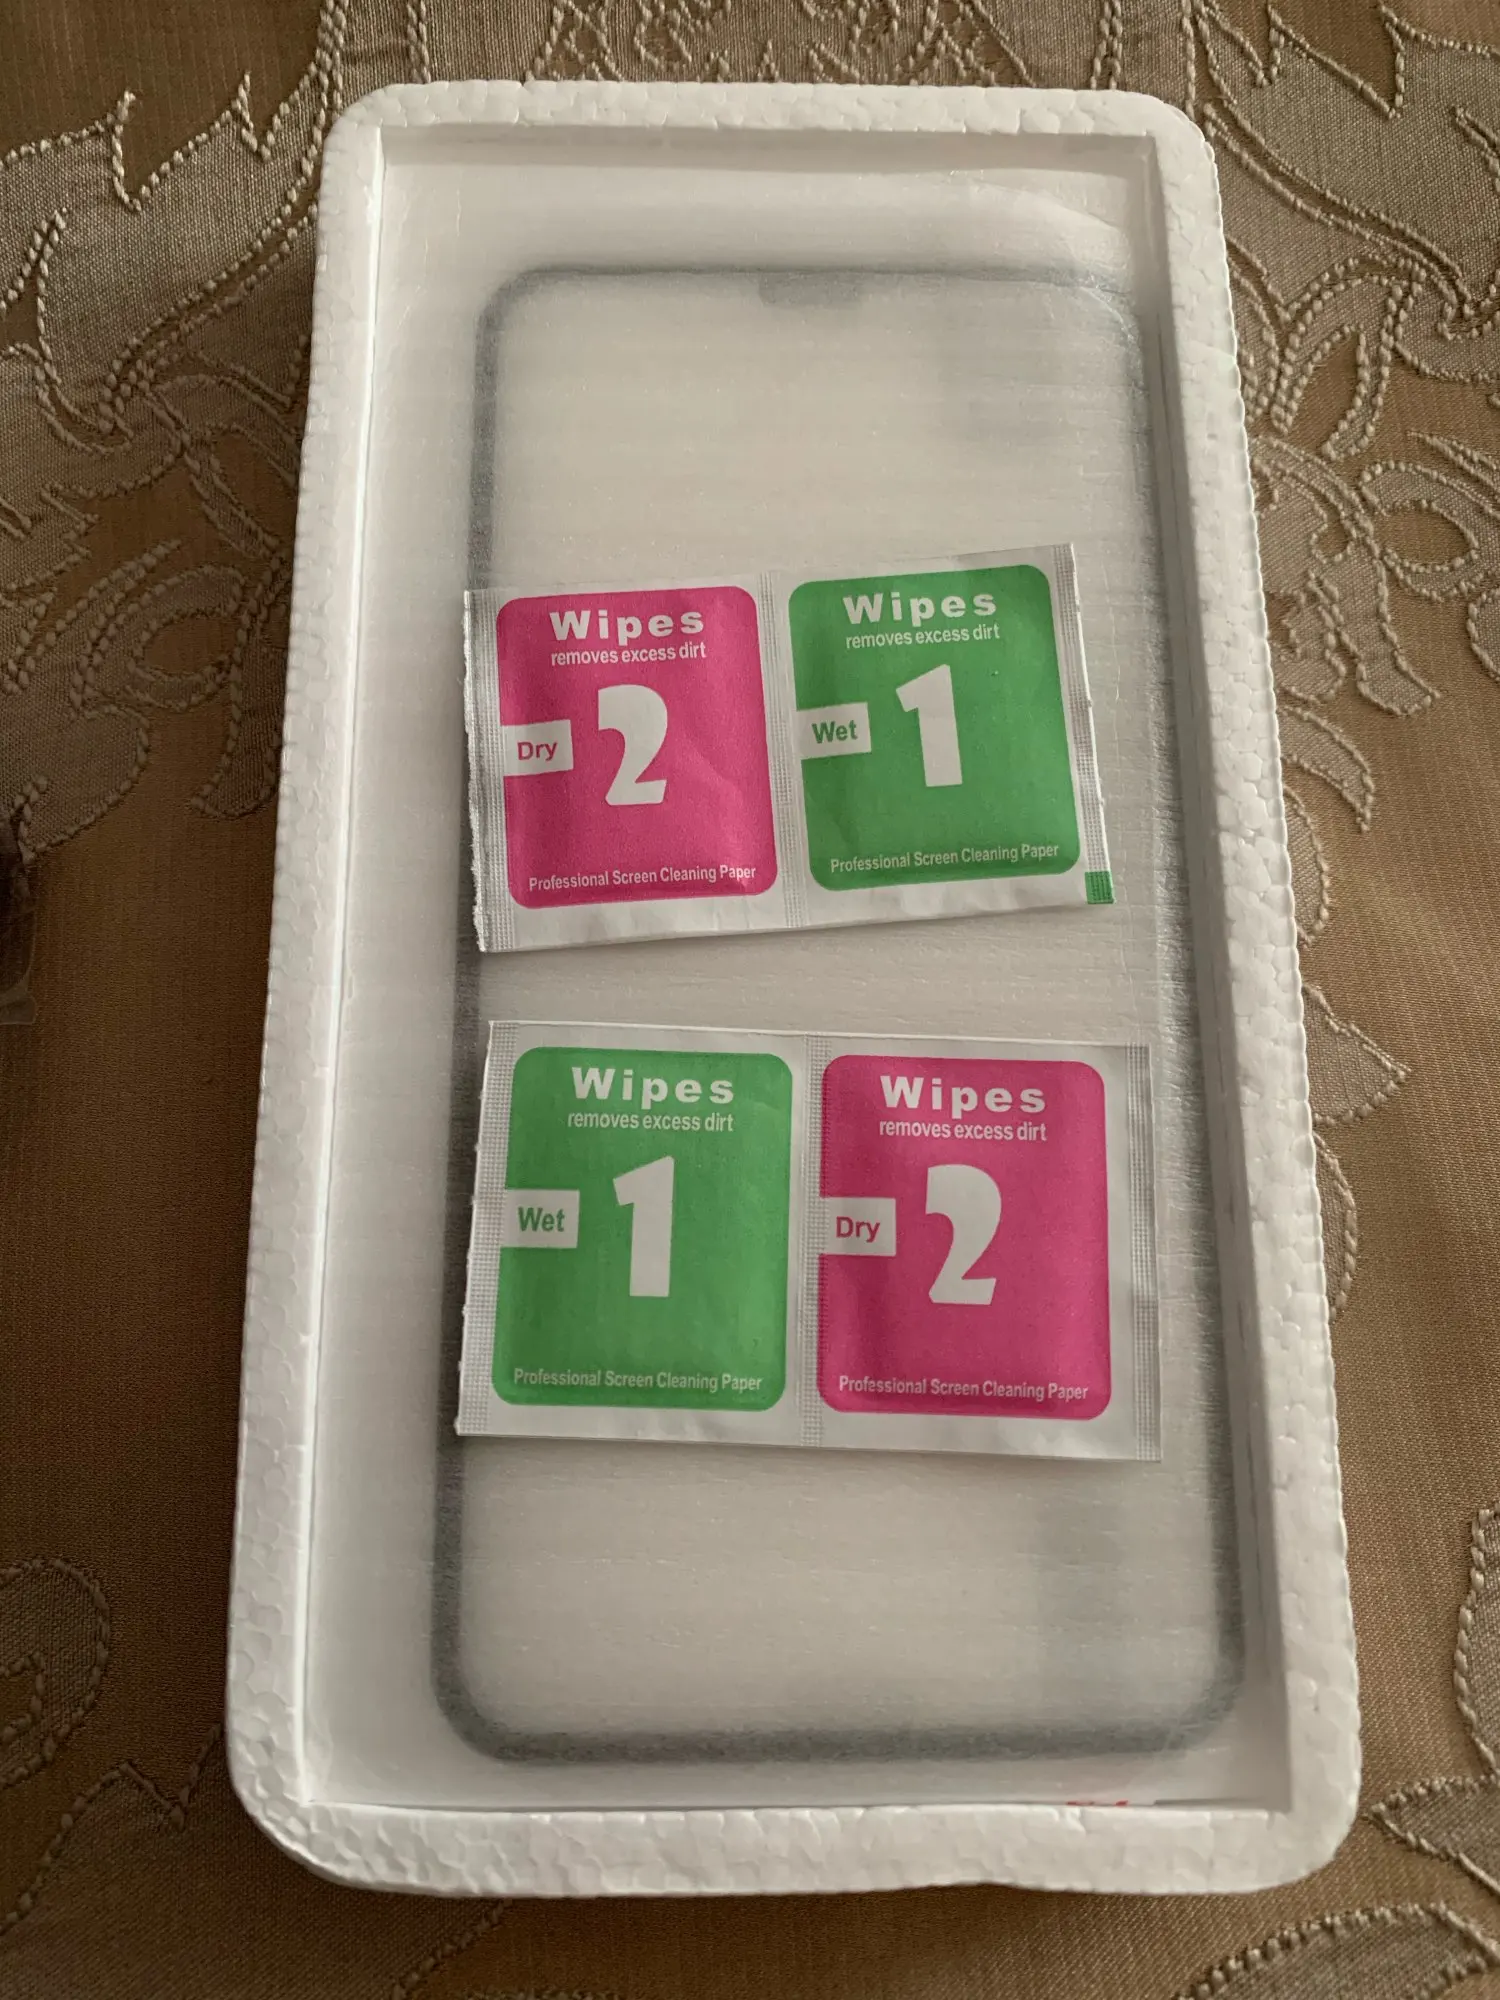 Wipes
removes excess dirt
Dry
2
Professional Screen Cleaning Paper
Wipes
removes excess dirt
Wet
1
Professional Screen Cleaning Paper
Wipes
removes excess dirt
Wet
1
Professional Screen Cleaning Paper
Wipes
removes excess dirt
Dry
2
Professional Screen Cleaning Paper